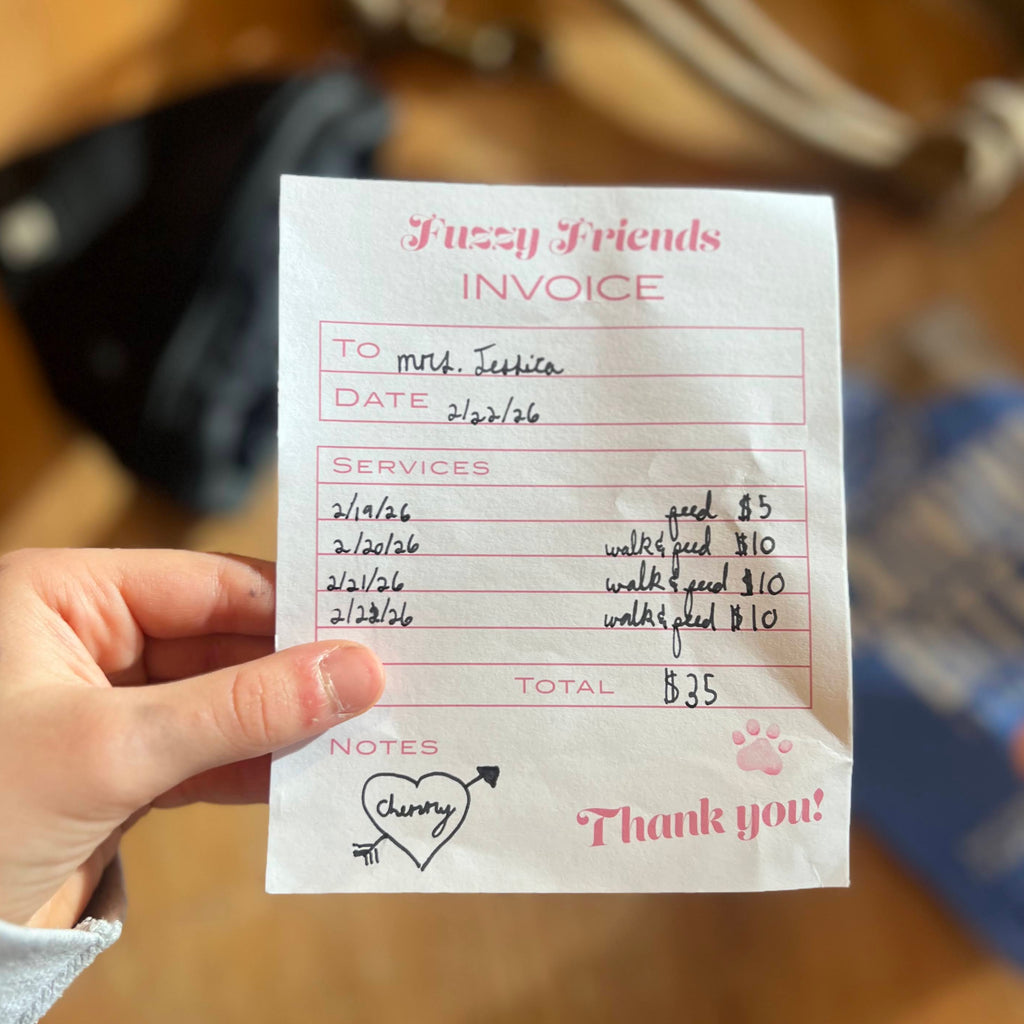 Fuzzy Friends
INVOICE
TO Mrs. Jessica
DATE 2/22/26
SERVICES
2/19/26 feed $5
2/20/26 walk & feed $10
2/21/26 walk & feed $10
2/22/26 walk & feed $10
TOTAL $35
NOTES
Cherry
Thank you!